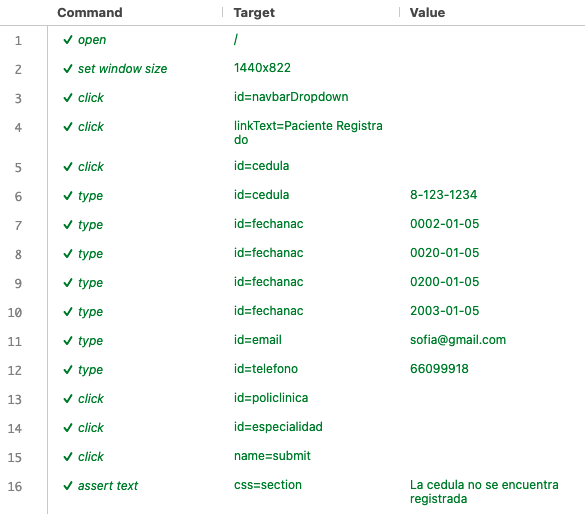 Command Target Value
1 ✓ open /
2 ✓ set window size 1440x822
3 ✓ click id=navbarDropdown
4 ✓ click linkText=Paciente Registra
do
5 ✓ click id=cedula
6 ✓ type id=cedula 8-123-1234
7 ✓ type id=fechanac 0002-01-05
8 ✓ type id=fechanac 0020-01-05
9 ✓ type id=fechanac 0200-01-05
10 ✓ type id=fechanac 2003-01-05
11 ✓ type id=email sofia@gmail.com
12 ✓ type id=telefono 66099918
13 ✓ click id=policlinica
14 ✓ click id=especialidad
15 ✓ click name=submit
16 ✓ assert text css=section La cedula no se encuentra
registrada